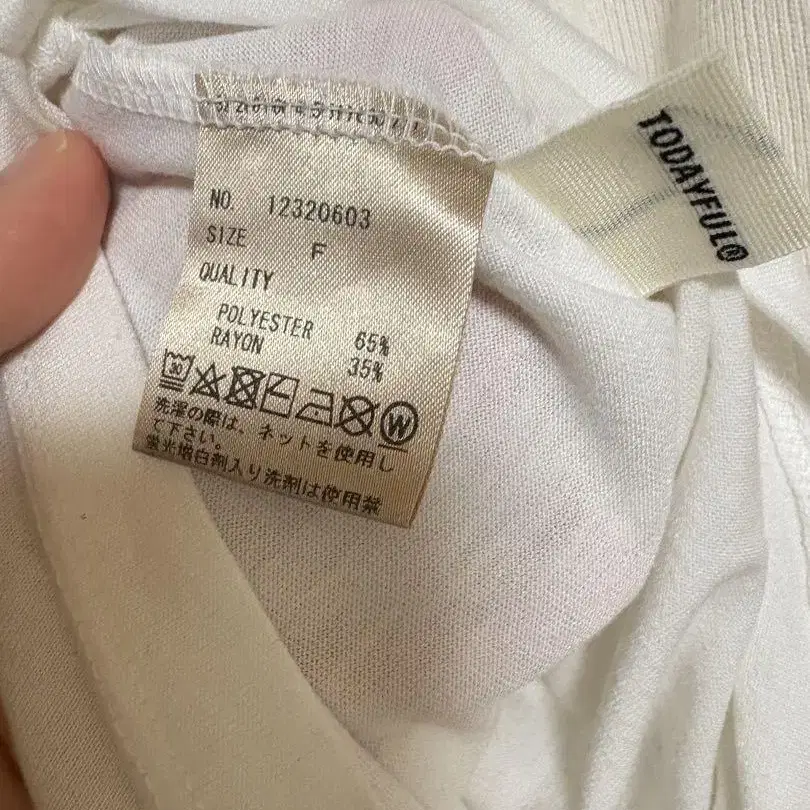 NO. 12320603
SIZE F
QUALITY
POLYESTER 65%
RAYON 35%
30
W
洗濯の際は、ネットを使用し
て下さい。
蛍光増白剤入り洗剤は使用禁
TODAYFUL®